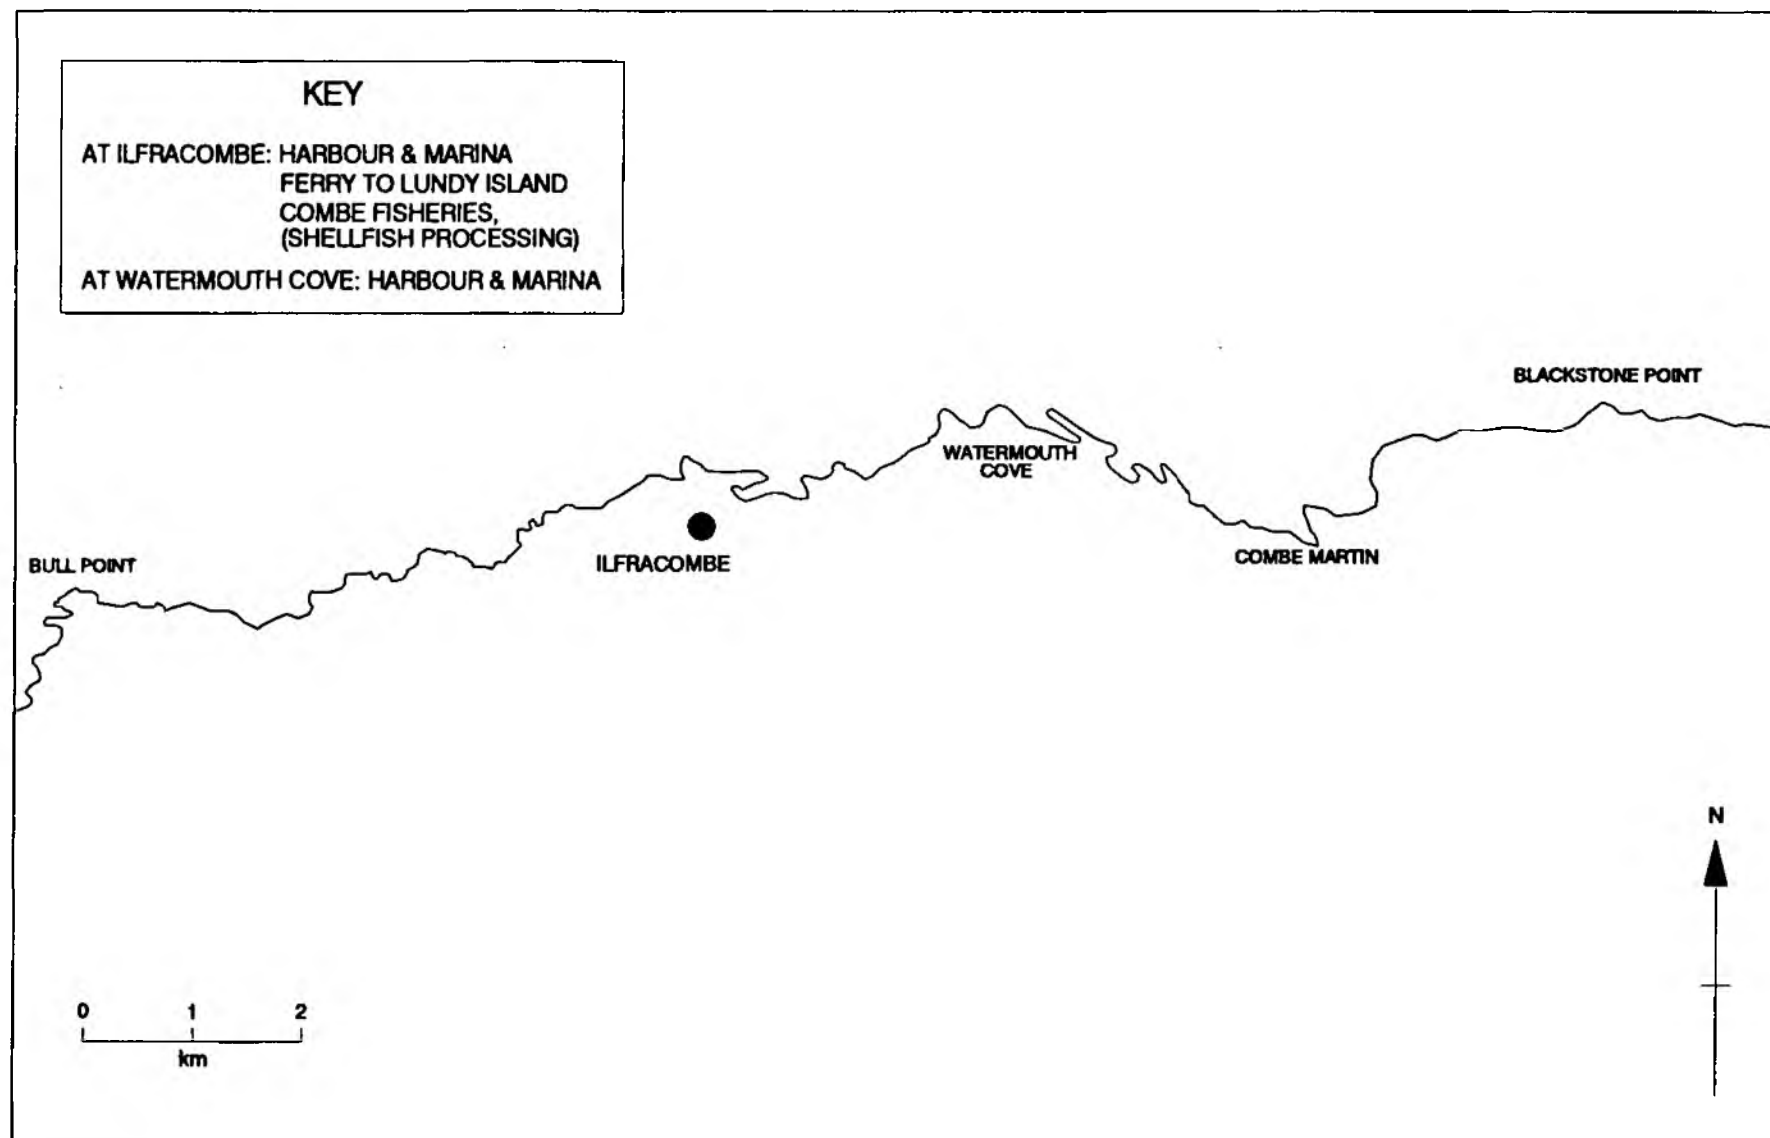 KEY
AT ILFRACOMBE: HARBOUR & MARINA
FERRY TO LUNDY ISLAND
COMBE FISHERIES,
(SHELLFISH PROCESSING)
AT WATERMOUTH COVE: HARBOUR & MARINA
BLACKSTONE POINT
WATERMOUTH
COVE
COMBE MARTIN
ILFRACOMBE
BULL POINT
N
0 1 2
km